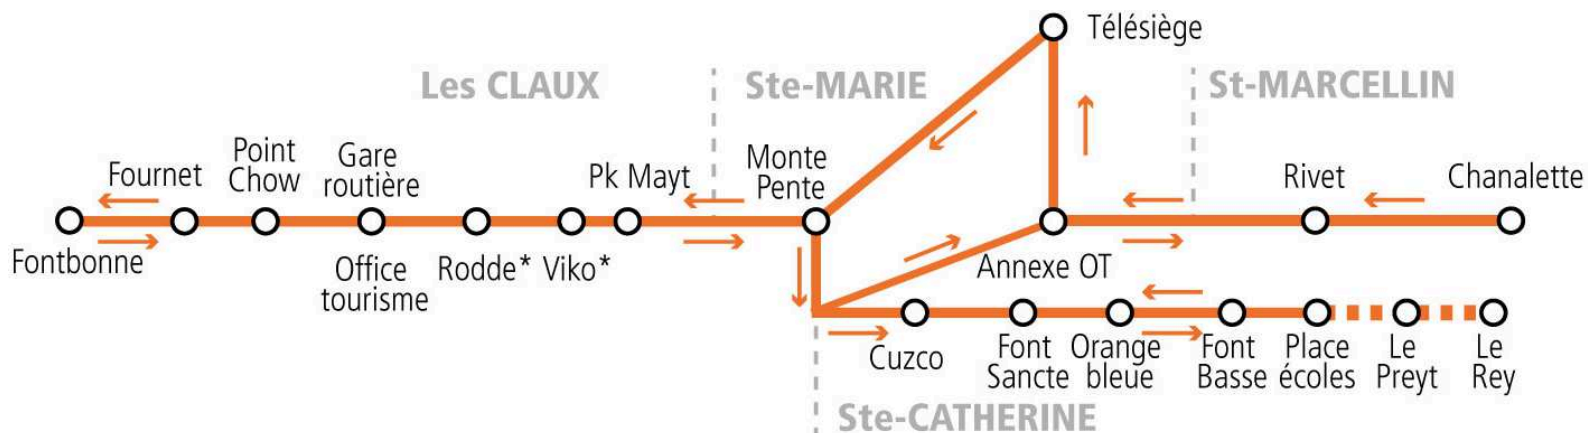 Télésiège
Les CLAUX
Ste-MARIE
St-MARCELLIN
Fontbonne
Fournet
Point
Chow
Gare
routière
Office
tourisme
Rodde*
Viko*
Pk Mayt
Monte
Pente
Annexe OT
Rivet
Chanalette
Cuzco
Font
Sancte
Orange
bleue
Font
Basse
Place
écoles
Le
Preyt
Le
Rey
Ste-CATHERINE